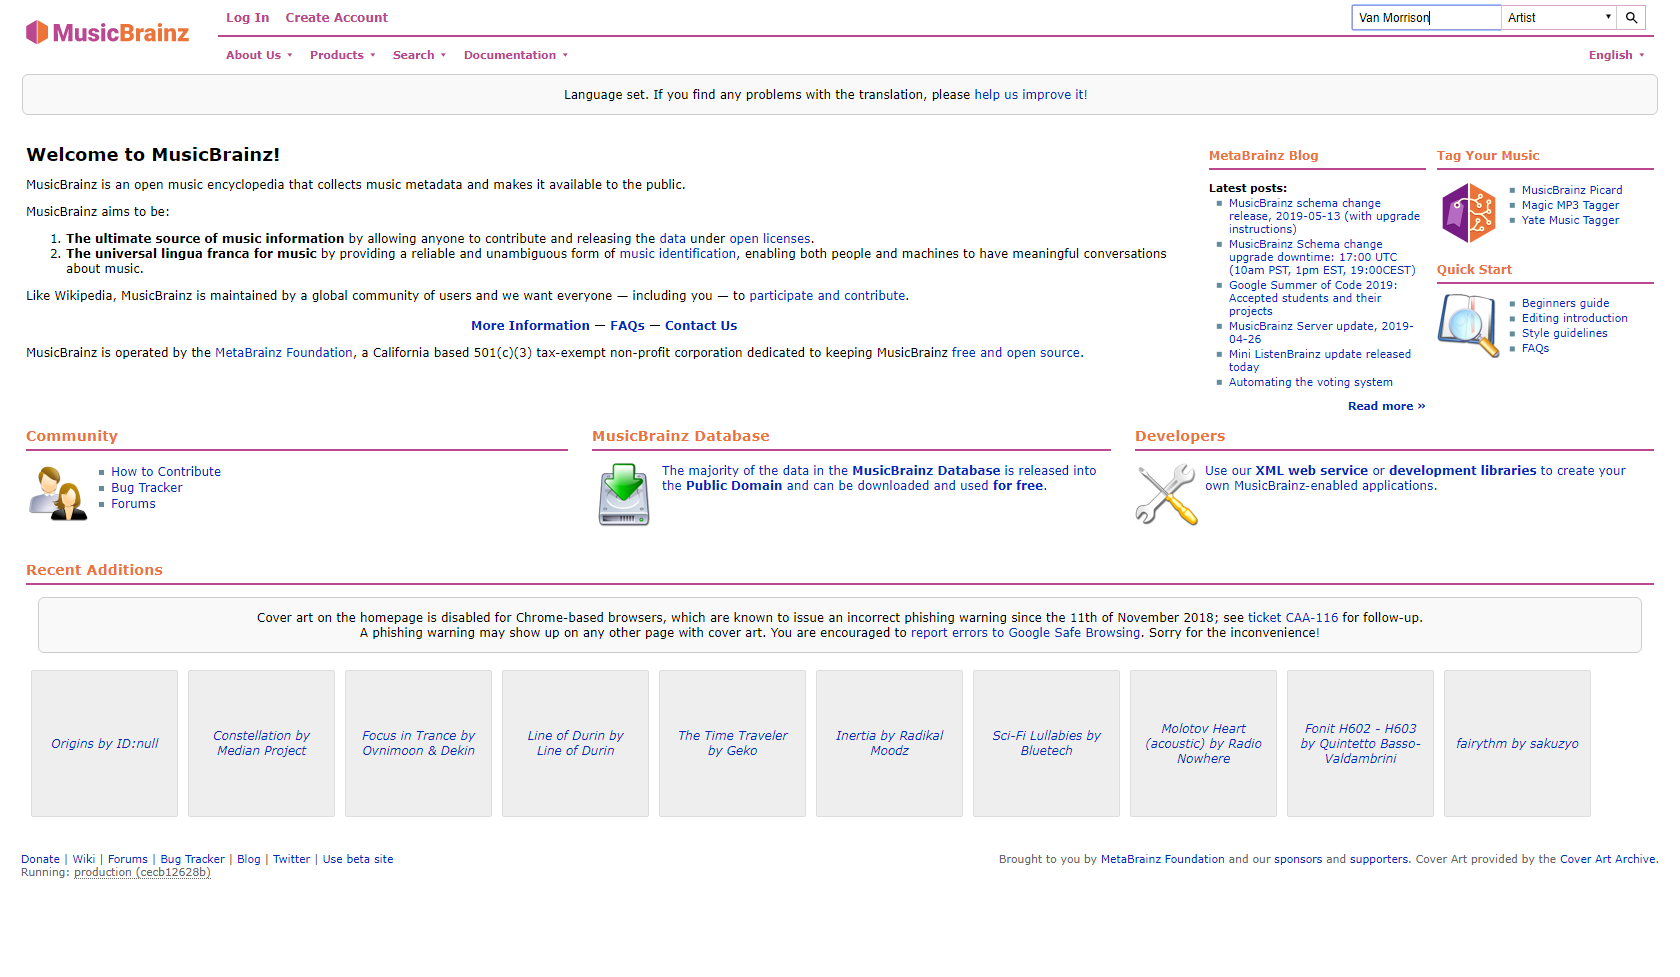 MusicBrainz
Log In Create Account
Van Morrison Artist
About Us Products Search Documentation
English
Language set. If you find any problems with the translation, please help us improve it!
Welcome to MusicBrainz!
MusicBrainz is an open music encyclopedia that collects music metadata and makes it available to the public.
MusicBrainz aims to be:
1. The ultimate source of music information by allowing anyone to contribute and releasing the data under open licenses.
2. The universal lingua franca for music by providing a reliable and unambiguous form of music identification, enabling both people and machines to have meaningful conversations
about music.
Like Wikipedia, MusicBrainz is maintained by a global community of users and we want everyone — including you — to participate and contribute.
More Information — FAQs — Contact Us
MusicBrainz is operated by the MetaBrainz Foundation, a California based 501(c)(3) tax-exempt non-profit corporation dedicated to keeping MusicBrainz free and open source.
MetaBrainz Blog
Latest posts:
MusicBrainz schema change
release, 2019-05-13 (with upgrade
instructions)
MusicBrainz Schema change
upgrade downtime: 17:00 UTC
(10am PST, 1pm EST, 19:00CEST)
Google Summer of Code 2019:
Accepted students and their
projects
MusicBrainz Server update, 2019-
04-26
Mini ListenBrainz update released
today
Automating the voting system
Read more »
Tag Your Music
MusicBrainz Picard
Magic MP3 Tagger
Yate Music Tagger
Quick Start
Beginners guide
Editing introduction
Style guidelines
FAQs
Community
How to Contribute
Bug Tracker
Forums
MusicBrainz Database
The majority of the data in the MusicBrainz Database is released into
the Public Domain and can be downloaded and used for free.
Developers
Use our XML web service or development libraries to create your
own MusicBrainz-enabled applications.
Recent Additions
Cover art on the homepage is disabled for Chrome-based browsers, which are known to issue an incorrect phishing warning since the 11th of November 2018; see ticket CAA-116 for follow-up.
A phishing warning may show up on any other page with cover art. You are encouraged to report errors to Google Safe Browsing. Sorry for the inconvenience!
Origins by ID:null
Constellation by
Median Project
Focus in Trance by
Ovnimoon & Dekin
Line of Durin by
Line of Durin
The Time Traveler
by Geko
Inertia by Radikal
Moodz
Sci-Fi Lullabies by
Bluetech
Molotov Heart
(acoustic) by Radio
Nowhere
Fonit H602 - H603
by Quintetto Basso-
Valdambrini
fairythm by sakuzyo
Donate | Wiki | Forums | Bug Tracker | Blog | Twitter | Use beta site
Running: production (cecb12628b)
Brought to you by MetaBrainz Foundation and our sponsors and supporters. Cover Art provided by the Cover Art Archive.